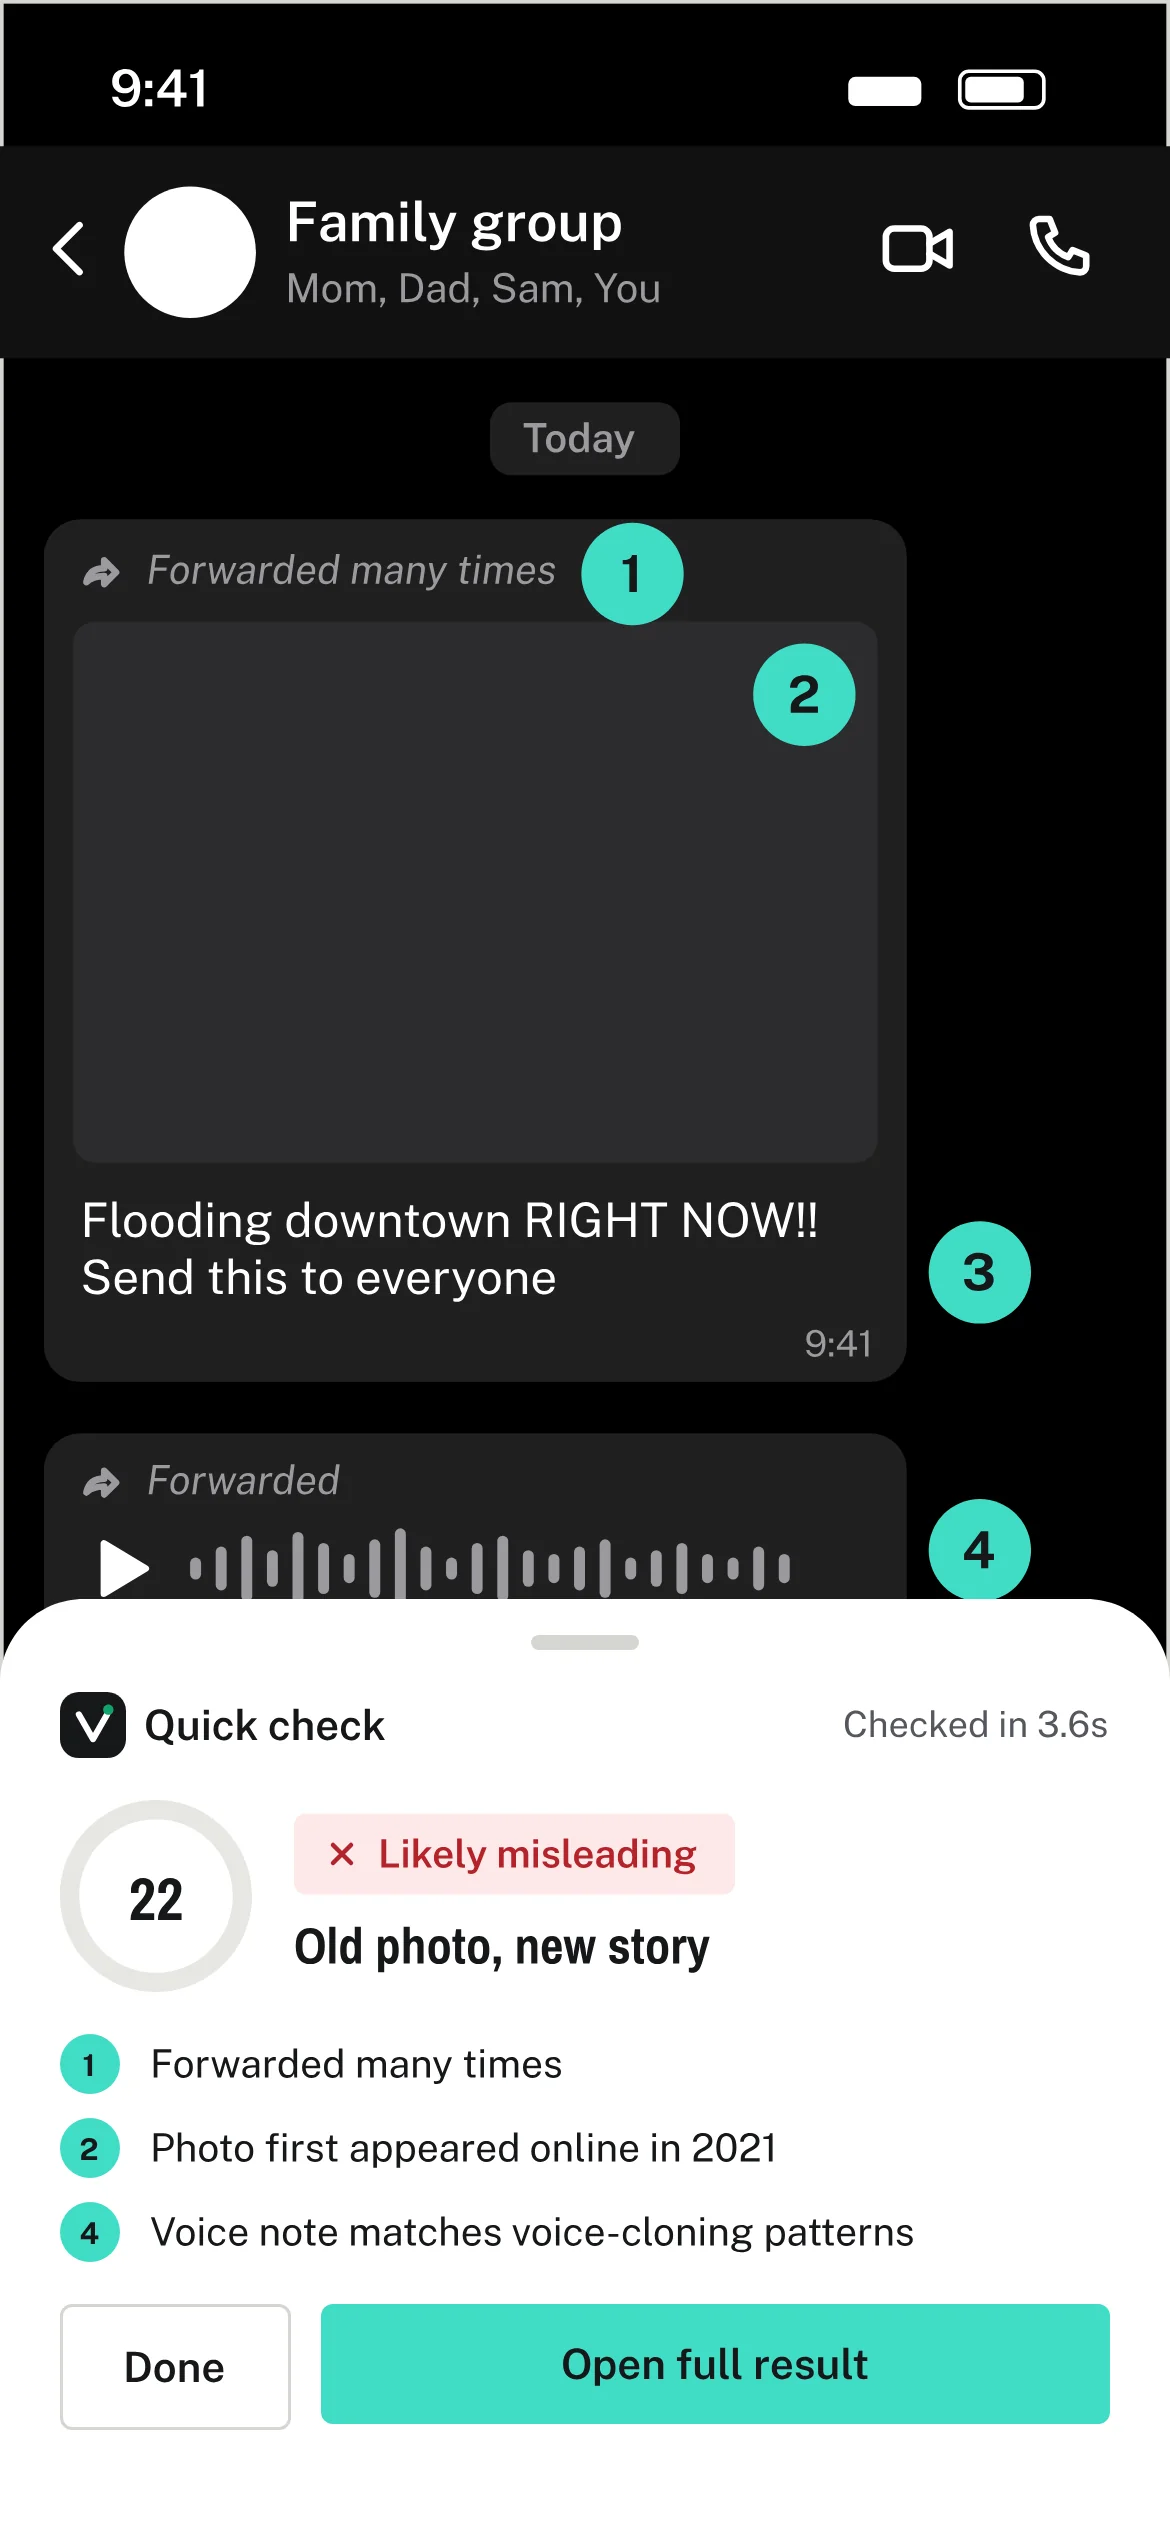 9:41
Family group
Mom, Dad, Sam, You
Today
Forwarded many times
1
2
Flooding downtown RIGHT NOW!!
Send this to everyone
3
9:41
Forwarded
4
Quick check
Checked in 3.6s
22
Likely misleading
Old photo, new story
1 Forwarded many times
2 Photo first appeared online in 2021
4 Voice note matches voice-cloning patterns
Done
Open full result